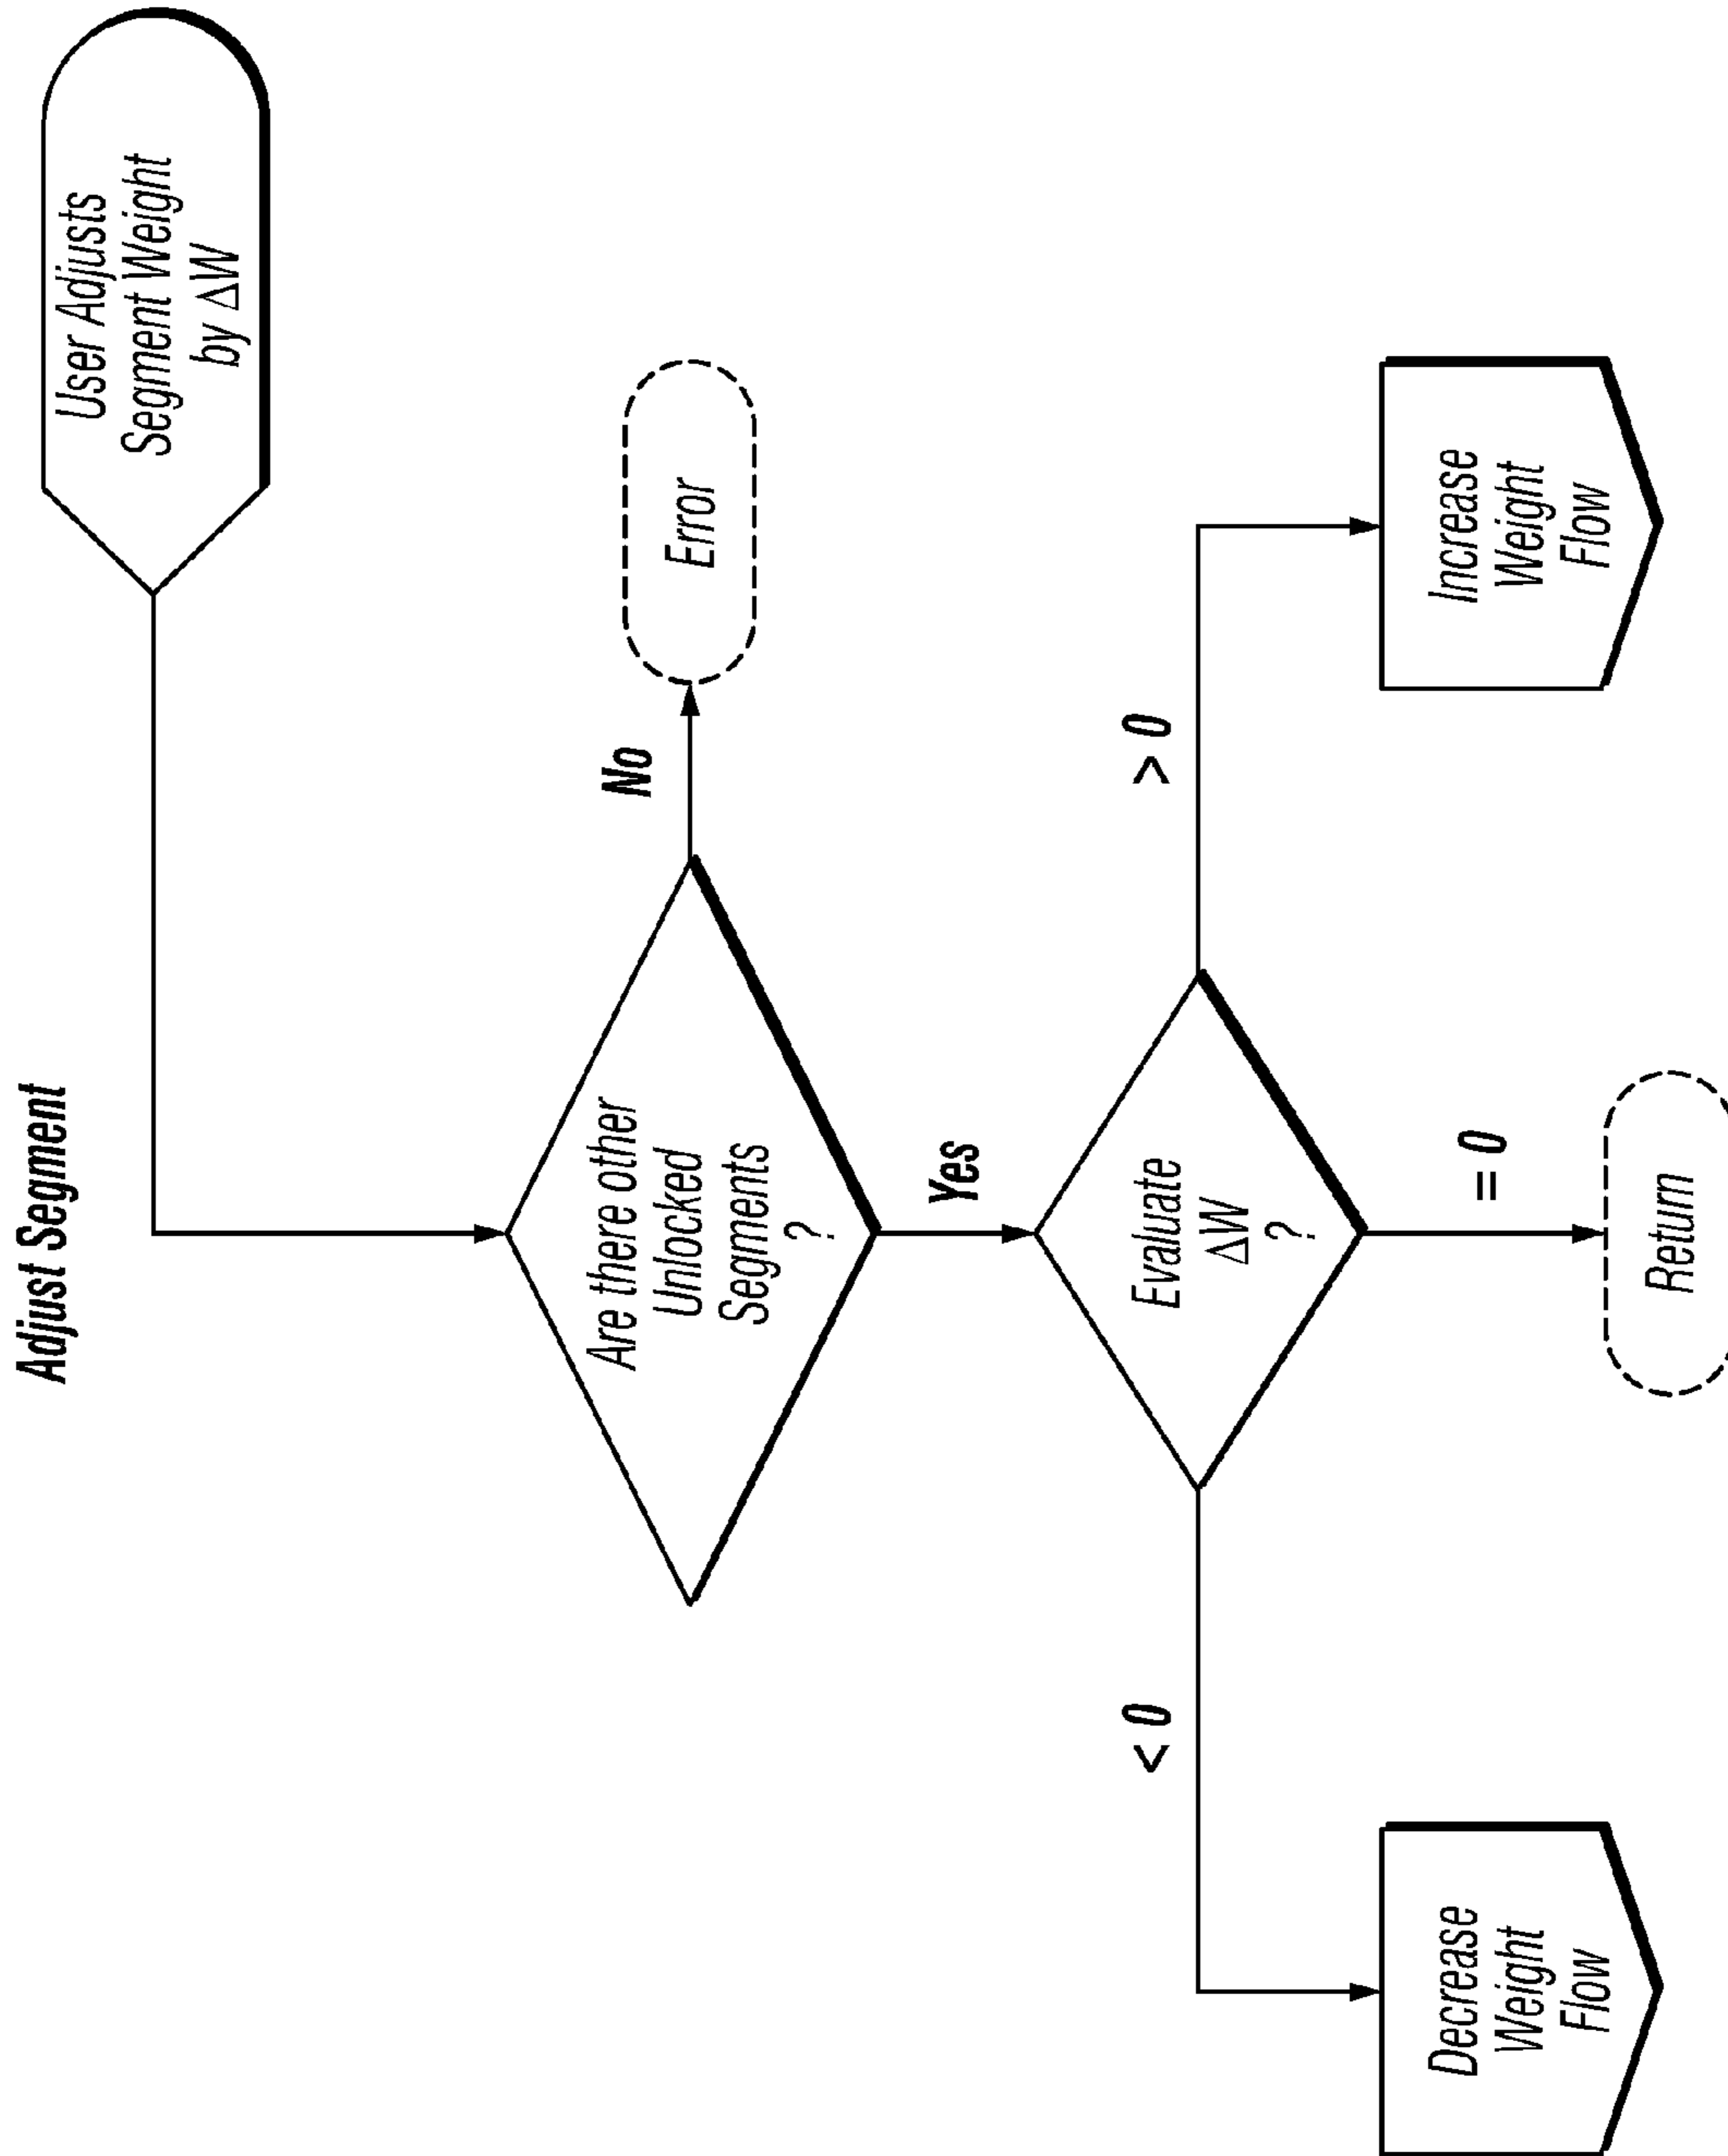 Adjust Segment
User Adjusts
Segment Weight
by ΔW
Are there other
Unlocked
Segments
?
No
Error
Yes
Evaluate
ΔW
?
< 0
> 0
= 0
Decrease
Weight
Flow
Return
Increase
Weight
Flow